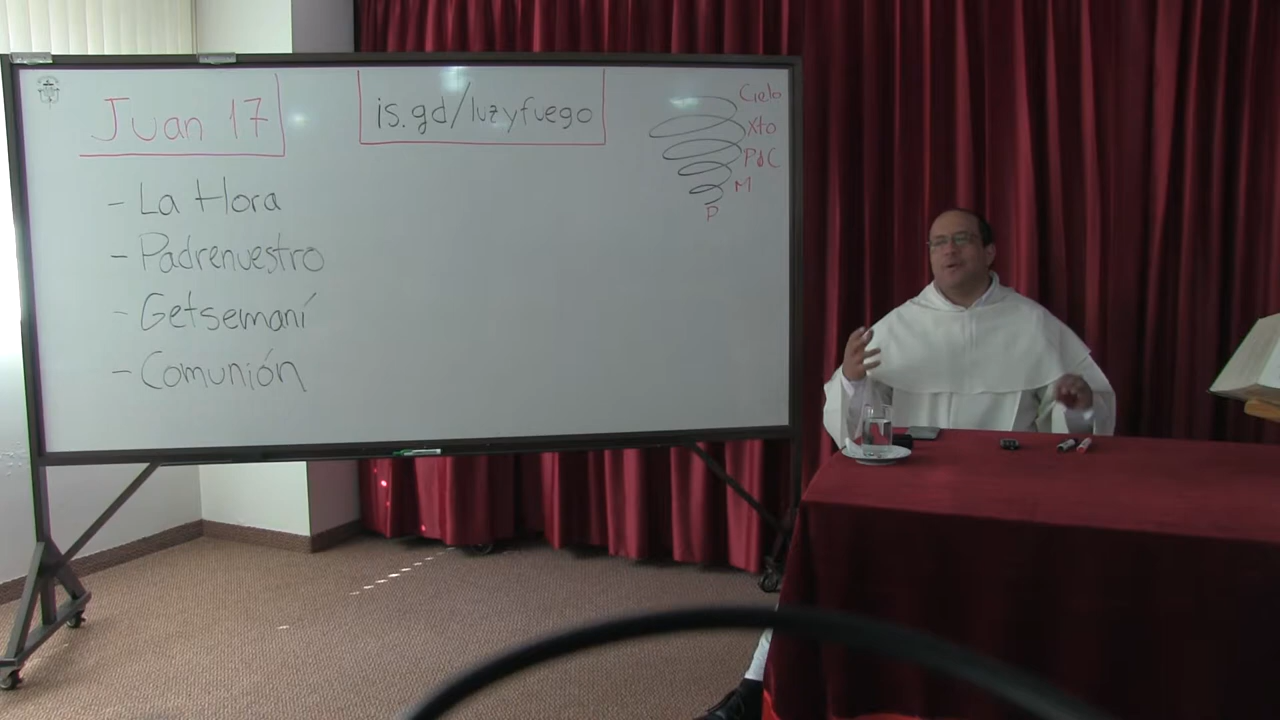 Juan 17
is.gd/luzyfuego
- La Hora
- Padrenuestro
- Getsemaní
- Comunión
Cielo
Xto
PdC
M
P